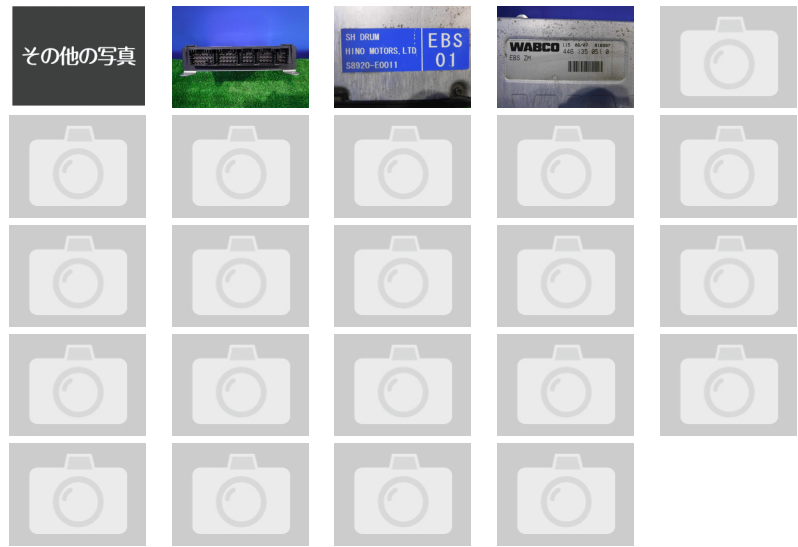 その他の写真
SH DRUM
HINO MOTORS, LTD
S8920-E0011
EBS
01
WABCO
446 135 051 0
EBS ZM